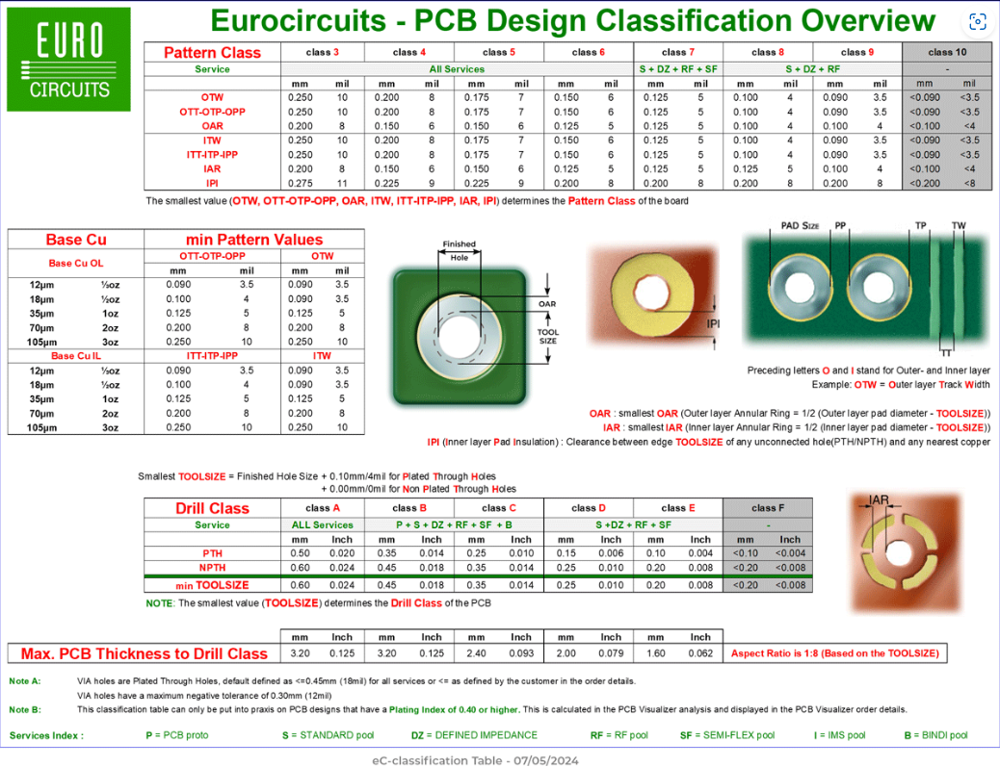 Eurocircuits - PCB Design Classification Overview
EURO
CIRCUITS
Pattern Class class 3 class 4 class 5 class 6 class 7 class 8 class 9 class 10
Service All Services S + DZ + RF + SF S + DZ + RF -
mm mil mm mil mm mil mm mil mm mil mm mil mm mil mm mil
OTW 0.250 10 0.200 8 0.175 7 0.150 6 0.125 5 0.100 4 0.090 3.5 <0.090 <3.5
OTT-OTP-OPP 0.250 10 0.200 8 0.175 7 0.150 6 0.125 5 0.100 4 0.090 3.5 <0.090 <3.5
OAR 0.200 8 0.150 6 0.150 6 0.125 5 0.125 5 0.100 4 0.100 4 <0.100 <4
ITW 0.250 10 0.200 8 0.175 7 0.150 6 0.125 5 0.100 4 0.090 3.5 <0.090 <3.5
ITT-ITP-IPP 0.250 10 0.200 8 0.175 7 0.150 6 0.125 5 0.100 4 0.090 3.5 <0.090 <3.5
IAR 0.200 8 0.150 6 0.150 6 0.125 5 0.125 5 0.125 5 0.100 4 <0.100 <4
IPI 0.275 11 0.225 9 0.225 9 0.200 8 0.200 8 0.200 8 0.200 8 <0.200 <8
The smallest value (OTW, OTT-OTP-OPP, OAR, ITW, ITT-ITP-IPP, IAR, IPI) determines the Pattern Class of the board
Base Cu min Pattern Values
Base Cu OL OTT-OTP-OPP OTW
mm mil mm mil
12µm 0.090 3.5 0.090 3.5
18µm ½oz 0.100 4 0.090 3.5
35µm 1oz 0.125 5 0.125 5
70µm 2oz 0.200 8 0.200 8
105µm 3oz 0.250 10 0.250 10
Base Cu IL ITT-ITP-IPP ITW
12µm 0.090 3.5 0.090 3.5
18µm ½oz 0.100 4 0.090 3.5
35µm 1oz 0.125 5 0.125 5
70µm 2oz 0.200 8 0.200 8
105µm 3oz 0.250 10 0.250 10
Finished
Hole
OAR
TOOL
SIZE
IPI
PAD SIZE PP TP TW
TT
Preceding letters O and I stand for Outer- and Inner layer
Example: OTW = Outer layer Track Width
OAR : smallest OAR (Outer layer Annular Ring = 1/2 (Outer layer pad diameter - TOOLSIZE))
IAR : smallest IAR (Inner layer Annular Ring = 1/2 (Inner layer pad diameter - TOOLSIZE))
IPI (Inner layer Pad Insulation) : Clearance between edge TOOLSIZE of any unconnected hole(PTH/NPTH) and any nearest copper
Smallest TOOLSIZE = Finished Hole Size + 0.10mm/4mil for Plated Through Holes
+ 0.00mm/0mil for Non Plated Through Holes
Drill Class class A class B class C class D class E class F
Service ALL Services P + S + DZ + RF + SF + B S +DZ + RF + SF -
mm Inch mm Inch mm Inch mm Inch mm Inch mm Inch
PTH 0.50 0.020 0.35 0.014 0.25 0.010 0.15 0.006 0.10 0.004 <0.10 <0.004
NPTH 0.60 0.024 0.45 0.018 0.35 0.014 0.25 0.010 0.20 0.008 <0.20 <0.008
min TOOLSIZE 0.60 0.024 0.45 0.018 0.35 0.014 0.25 0.010 0.20 0.008 <0.20 <0.008
NOTE: The smallest value (TOOLSIZE) determines the Drill Class of the PCB
IAR
mm Inch mm Inch mm Inch mm Inch mm Inch
Max. PCB Thickness to Drill Class 3.20 0.125 3.20 0.125 2.40 0.093 2.00 0.079 1.60 0.062 Aspect Ratio is 1:8 (Based on the TOOLSIZE)
Note A: VIA holes are Plated Through Holes, default defined as <=0.45mm (18mil) for all services or <= as defined by the customer in the order details.
VIA holes have a maximum negative tolerance of 0.30mm (12mil)
Note B: This classification table can only be put into praxis on PCB designs that have a Plating Index of 0.40 or higher. This is calculated in the PCB Visualizer analysis and displayed in the PCB Visualizer order details.
Services Index : P = PCB proto S = STANDARD pool DZ = DEFINED IMPEDANCE RF = RF pool SF = SEMI-FLEX pool I = IMS pool B = BINDI pool
eC-classification Table - 07/05/2024